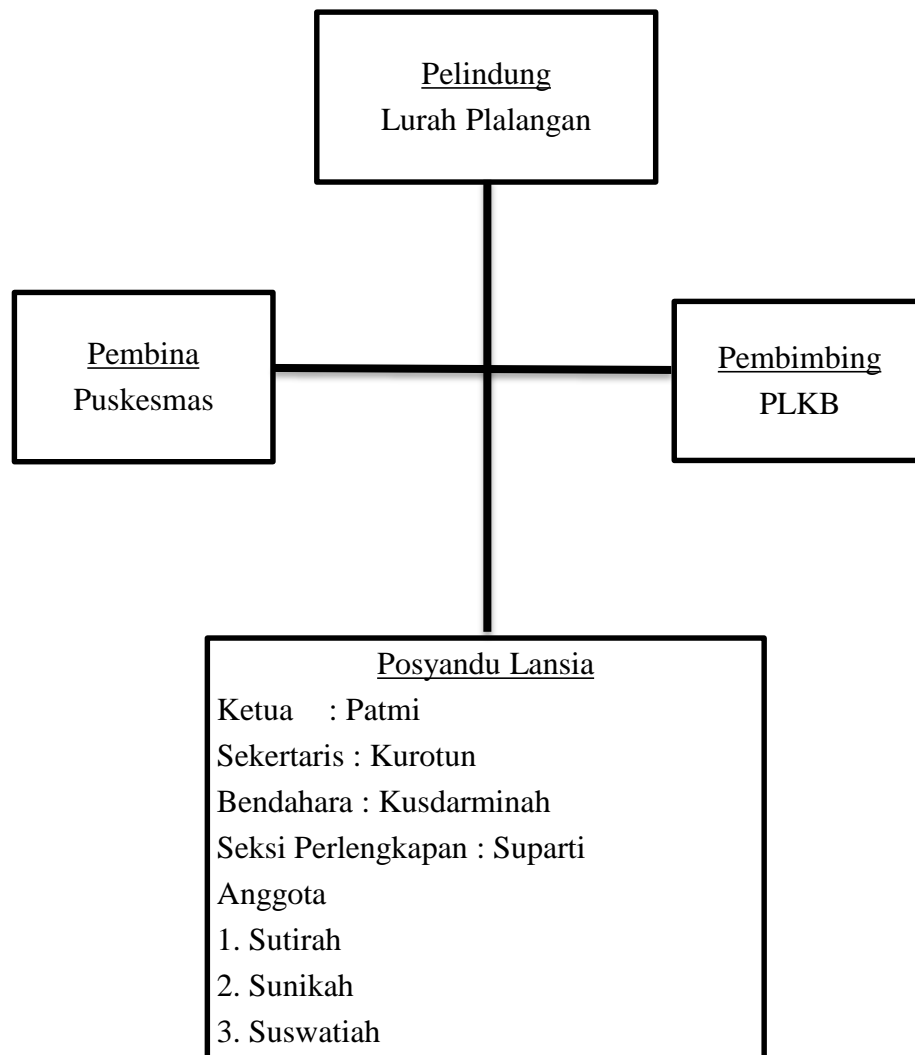 Pelindung
Lurah Plalangan
Pembina
Puskesmas
Pembimbing
PLKB
Posyandu Lansia
Ketua : Patmi
Sekertaris : Kurotun
Bendahara : Kusdarminah
Seksi Perlengkapan : Suparti
Anggota
1. Sutirah
2. Sunikah
3. Suswatiah